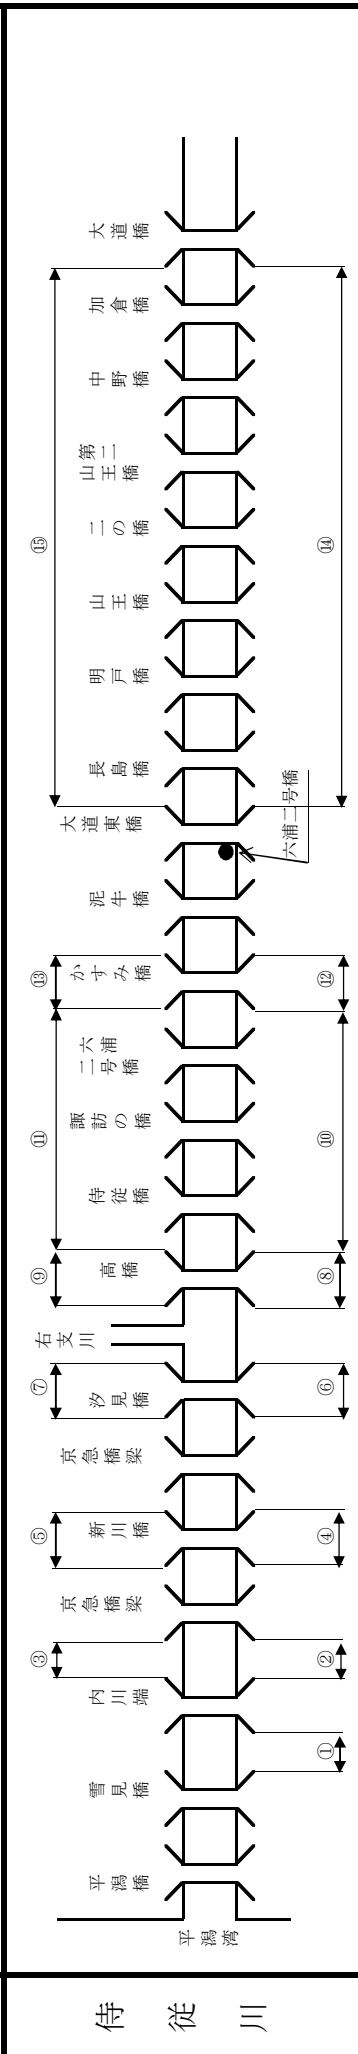 侍従川
平潟湾
平潟橋
雪見橋
内川端
京急橋梁
新川橋
京急橋梁
汐見橋
右支川
高橋
侍従橋
諏訪の橋
六浦
二号橋
かすみ橋
泥牛橋
大道東橋
長島橋
明戸橋
山王橋
二の橋
第二
山王橋
中野橋
加倉橋
大道橋
六浦二号橋
③
⑤
⑦
⑨
⑪
⑬
⑮
①
②
④
⑥
⑧
⑩
⑫
⑭